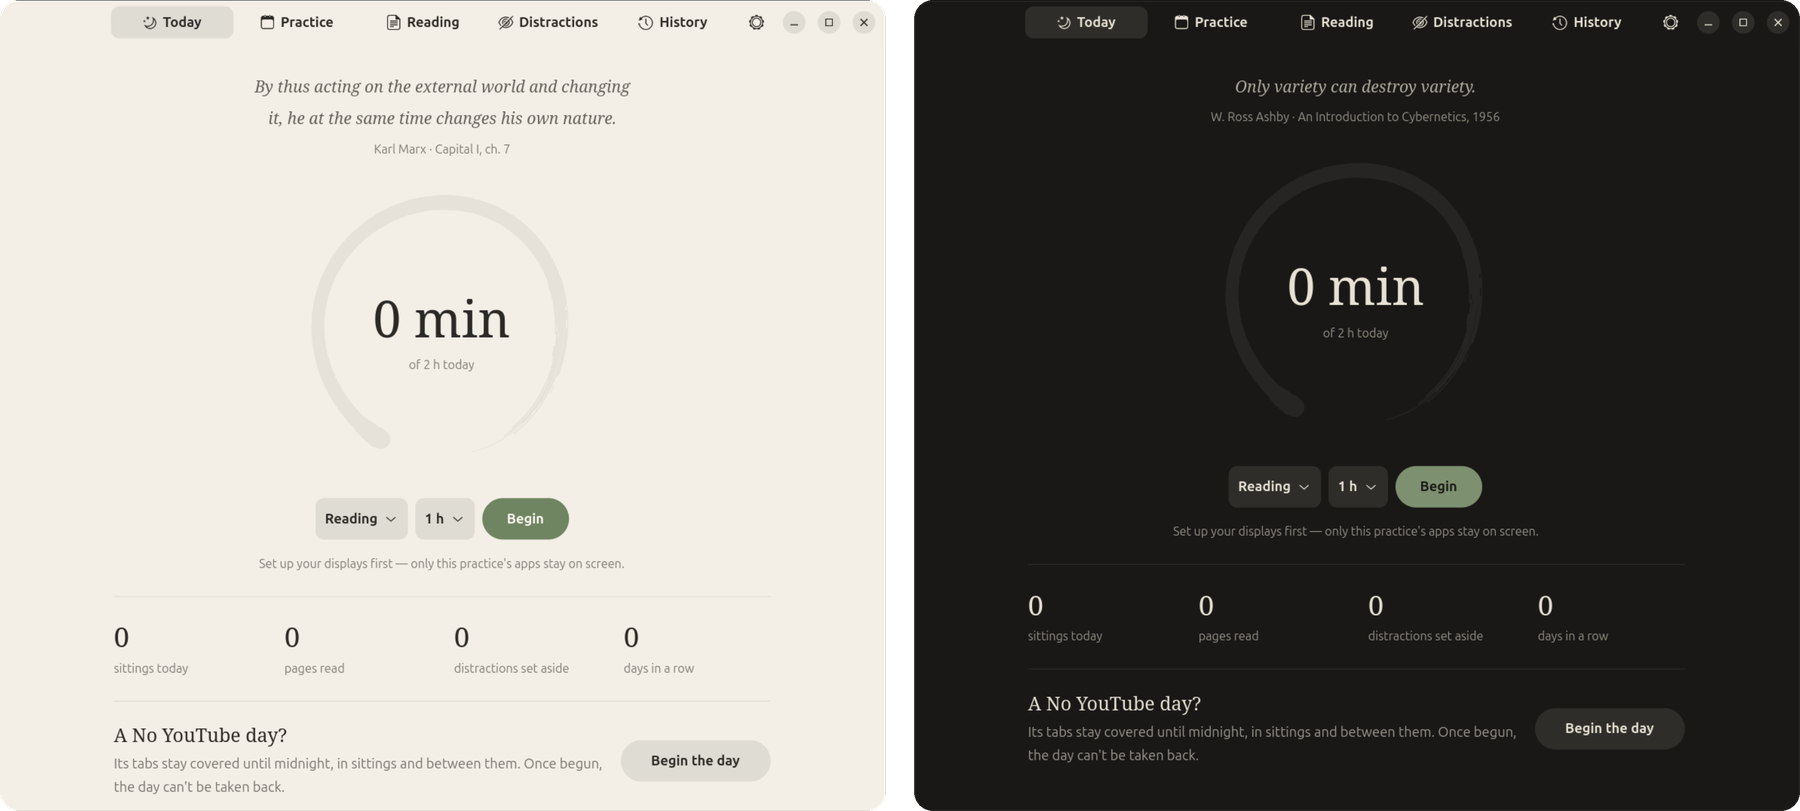 Today Practice Reading Distractions History
By thus acting on the external world and changing
it, he at the same time changes his own nature.
Karl Marx · Capital I, ch. 7
0 min
of 2 h today
Reading 1 h Begin
Set up your displays first — only this practice's apps stay on screen.
0 0 0 0
sittings today pages read distractions set aside days in a row
A No YouTube day?
Its tabs stay covered until midnight, in sittings and between them. Once begun,
the day can't be taken back.
Begin the day
Today Practice Reading Distractions History
Only variety can destroy variety.
W. Ross Ashby · An Introduction to Cybernetics, 1956
0 min
of 2 h today
Reading 1 h Begin
Set up your displays first — only this practice's apps stay on screen.
0 0 0 0
sittings today pages read distractions set aside days in a row
A No YouTube day?
Its tabs stay covered until midnight, in sittings and between them. Once begun,
the day can't be taken back.
Begin the day